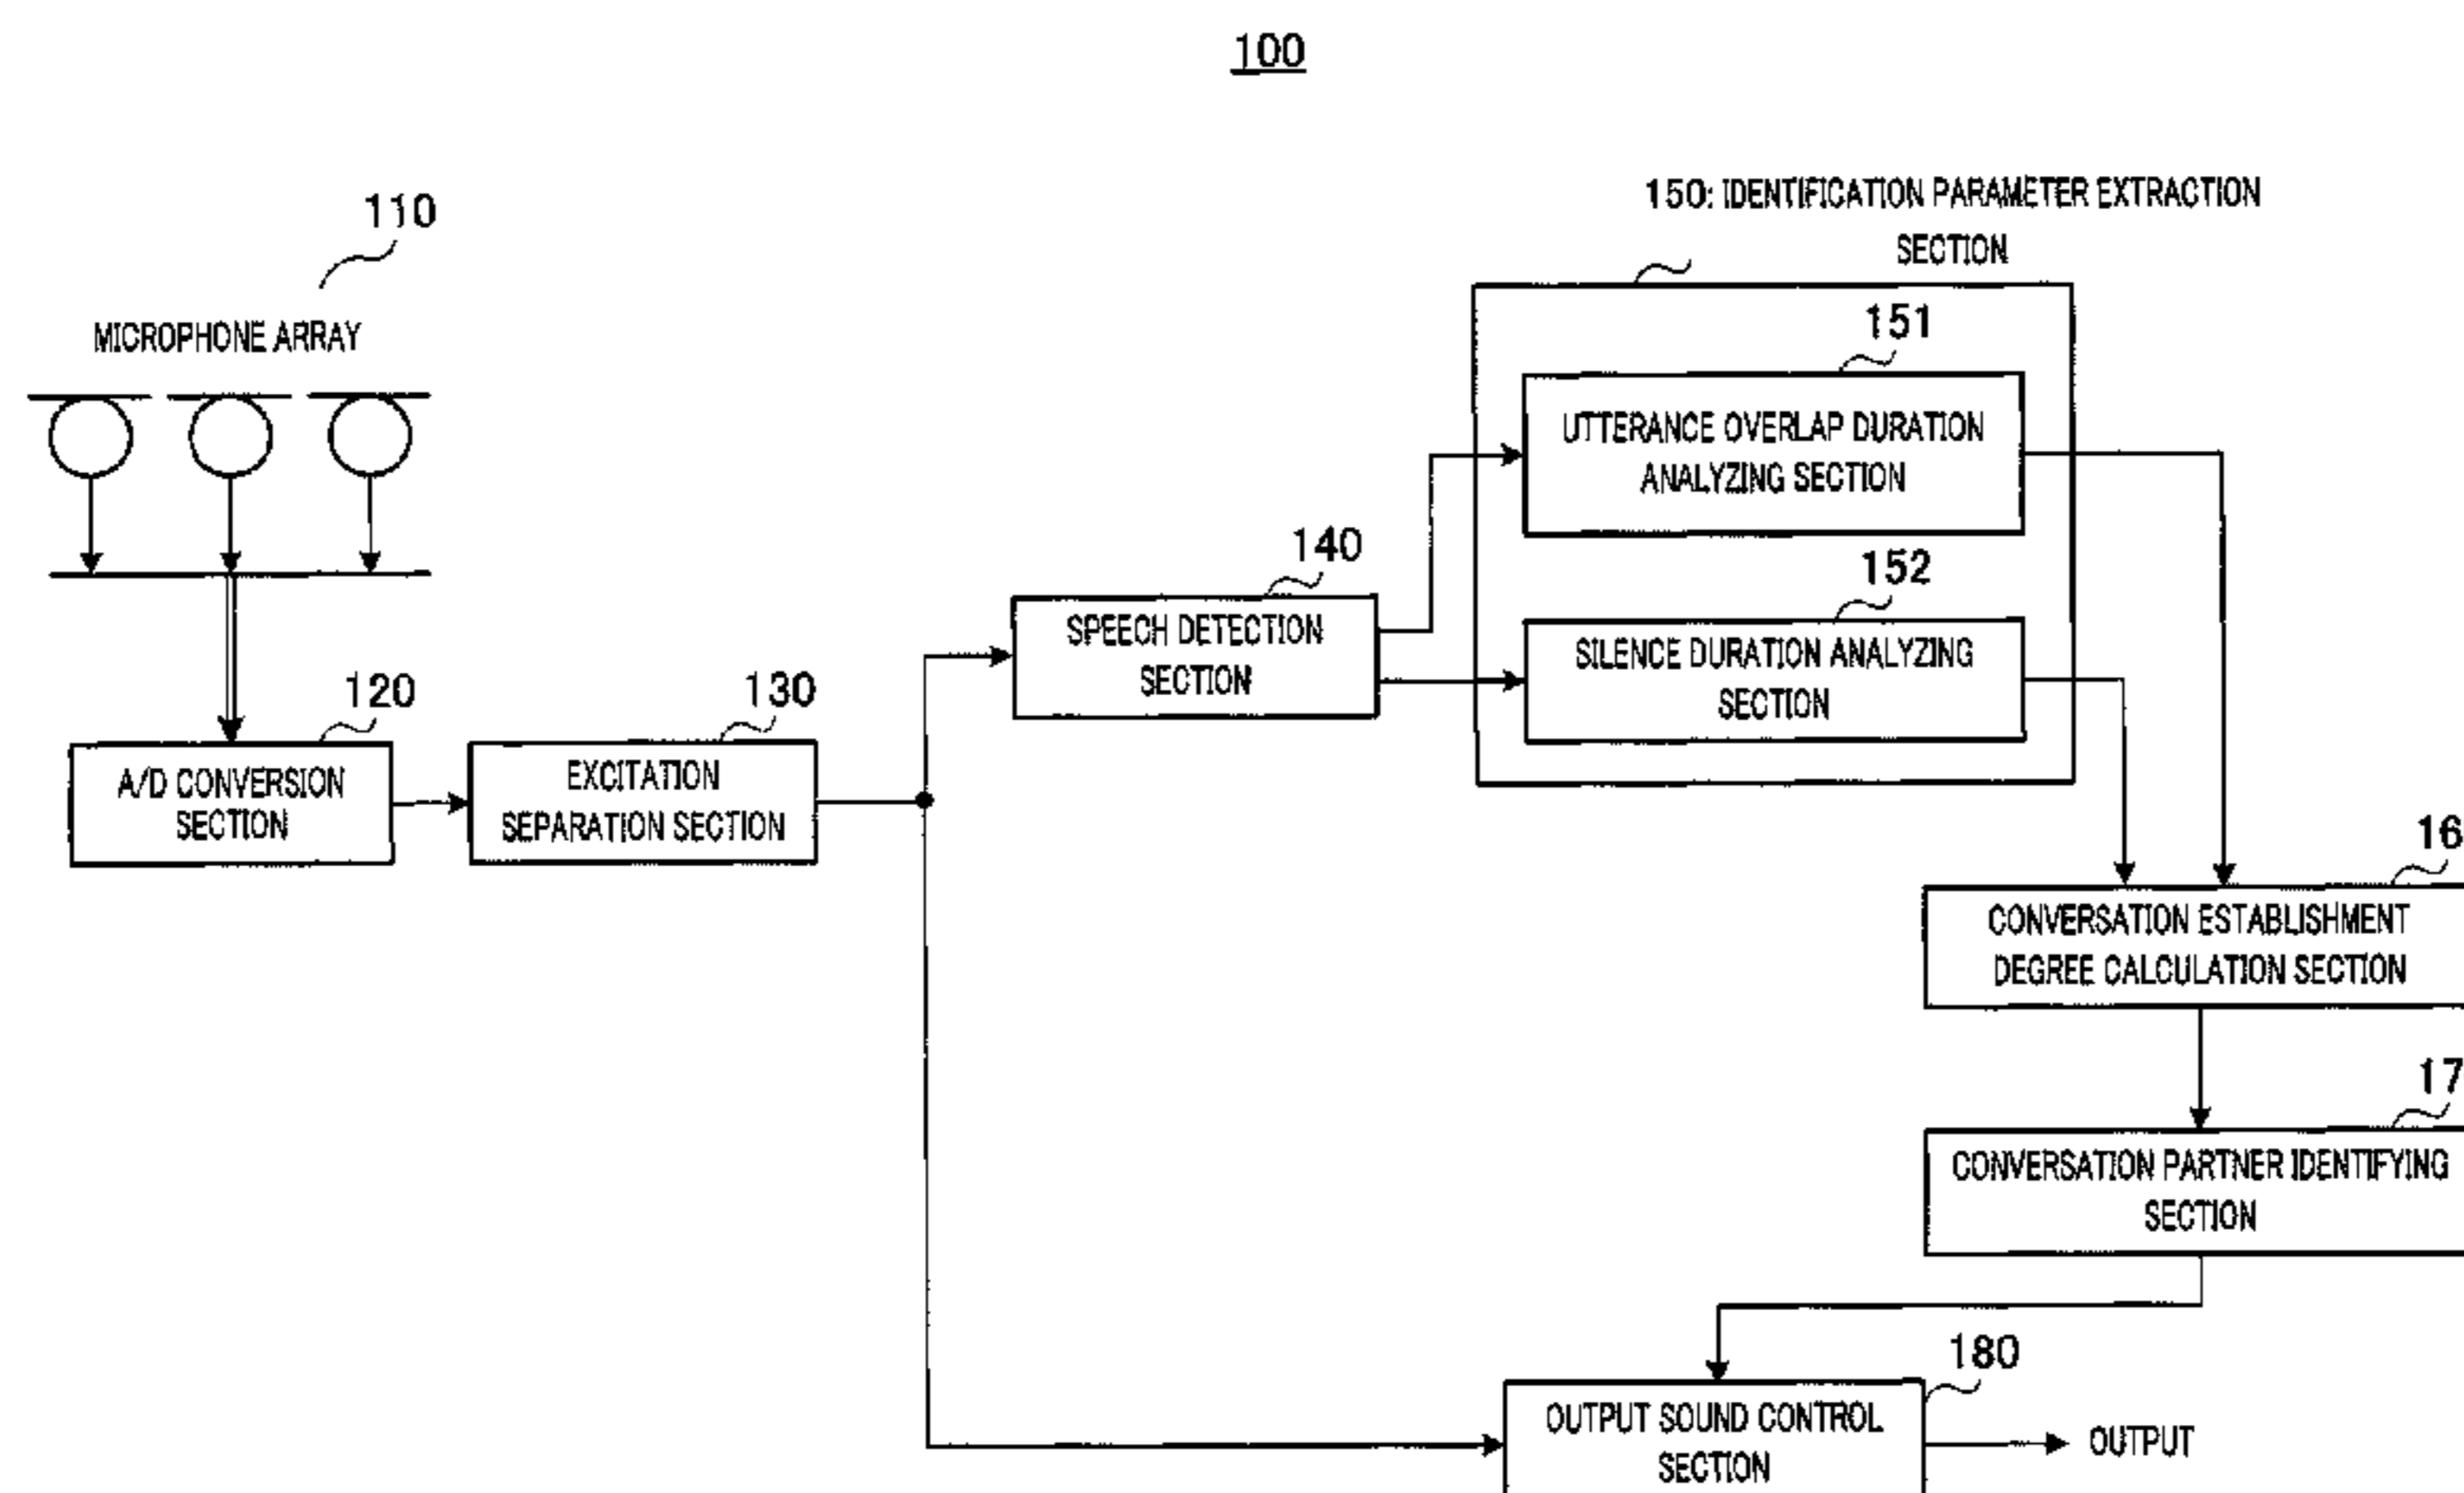 100
110
MICROPHONE ARRAY
150: IDENTIFICATION PARAMETER EXTRACTION
SECTION
151
UTTERANCE OVERLAP DURATION
ANALYZING SECTION
140
SPEECH DETECTION
SECTION
152
SILENCE DURATION ANALYZING
SECTION
120
A/D CONVERSION
SECTION
130
EXCITATION
SEPARATION SECTION
16
CONVERSATION ESTABLISHMENT
DEGREE CALCULATION SECTION
17
CONVERSATION PARTNER IDENTIFYING
SECTION
180
OUTPUT SOUND CONTROL
SECTION
OUTPUT